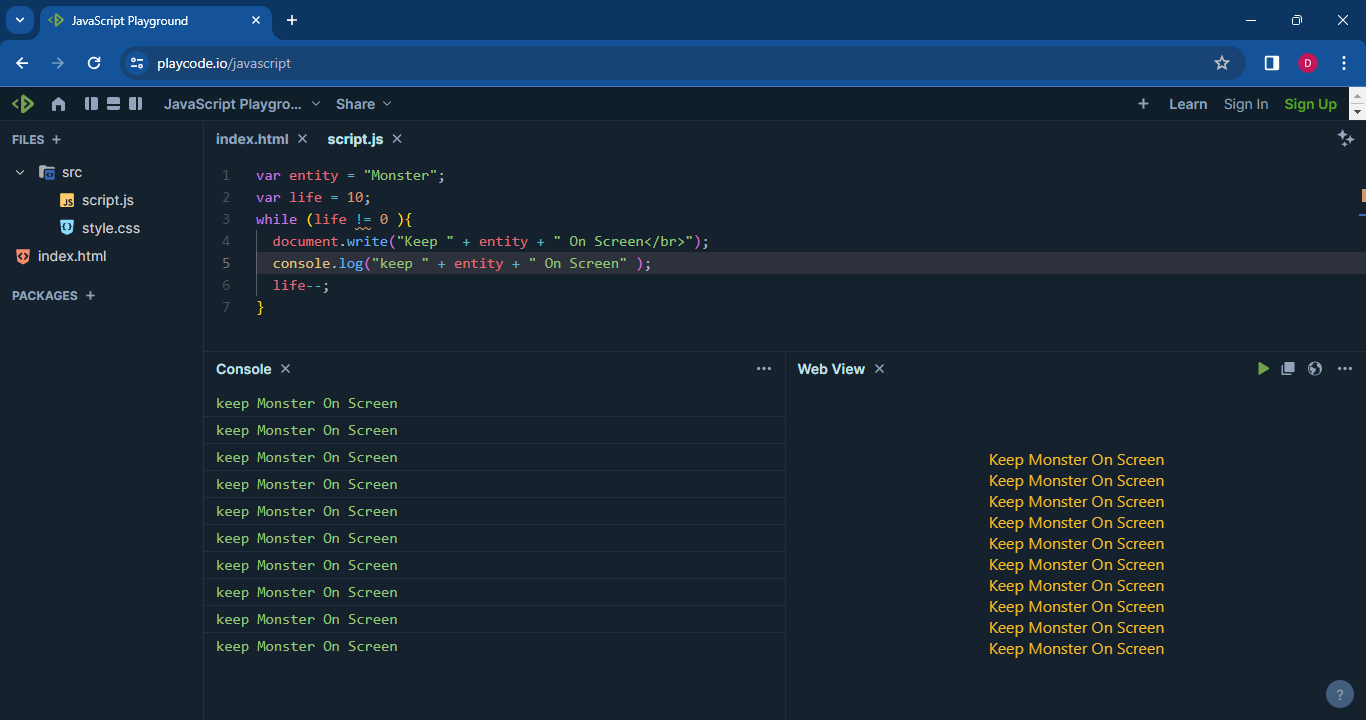 JavaScript Playground
playcode.io/javascript
D
JavaScript Playgro... Share
Learn Sign In Sign Up
FILES +
index.html script.js
src
JS script.js
style.css
index.html
PACKAGES +
1 var entity = "Monster";
2 var life = 10;
3 while (life != 0 ){
4 document.write("Keep " + entity + " On Screen</br>");
5 console.log("keep " + entity + " On Screen" );
6 life--;
7 }
Console
keep Monster On Screen
keep Monster On Screen
keep Monster On Screen
keep Monster On Screen
keep Monster On Screen
keep Monster On Screen
keep Monster On Screen
keep Monster On Screen
keep Monster On Screen
keep Monster On Screen
Web View
Keep Monster On Screen
Keep Monster On Screen
Keep Monster On Screen
Keep Monster On Screen
Keep Monster On Screen
Keep Monster On Screen
Keep Monster On Screen
Keep Monster On Screen
Keep Monster On Screen
Keep Monster On Screen
?